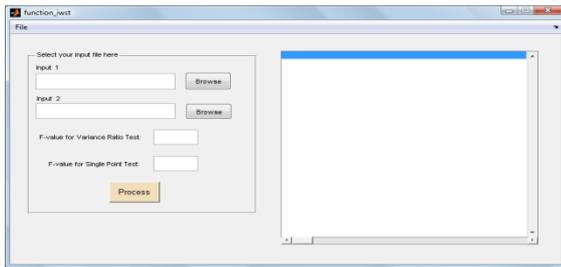 function_iwst
File
Select your input file here
Input 1
Browse
Input 2
Browse
F-value for Variance Ratio Test:
F-value for Single Point Test:
Process